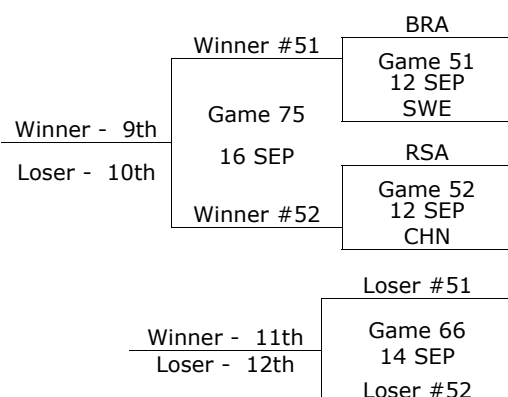 BRA
Winner #51
Game 51
12 SEP
SWE
Game 75
16 SEP
Winner - 9th
Loser - 10th
RSA
Game 52
12 SEP
CHN
Winner #52
Loser #51
Game 66
14 SEP
Winner - 11th
Loser - 12th
Loser #52